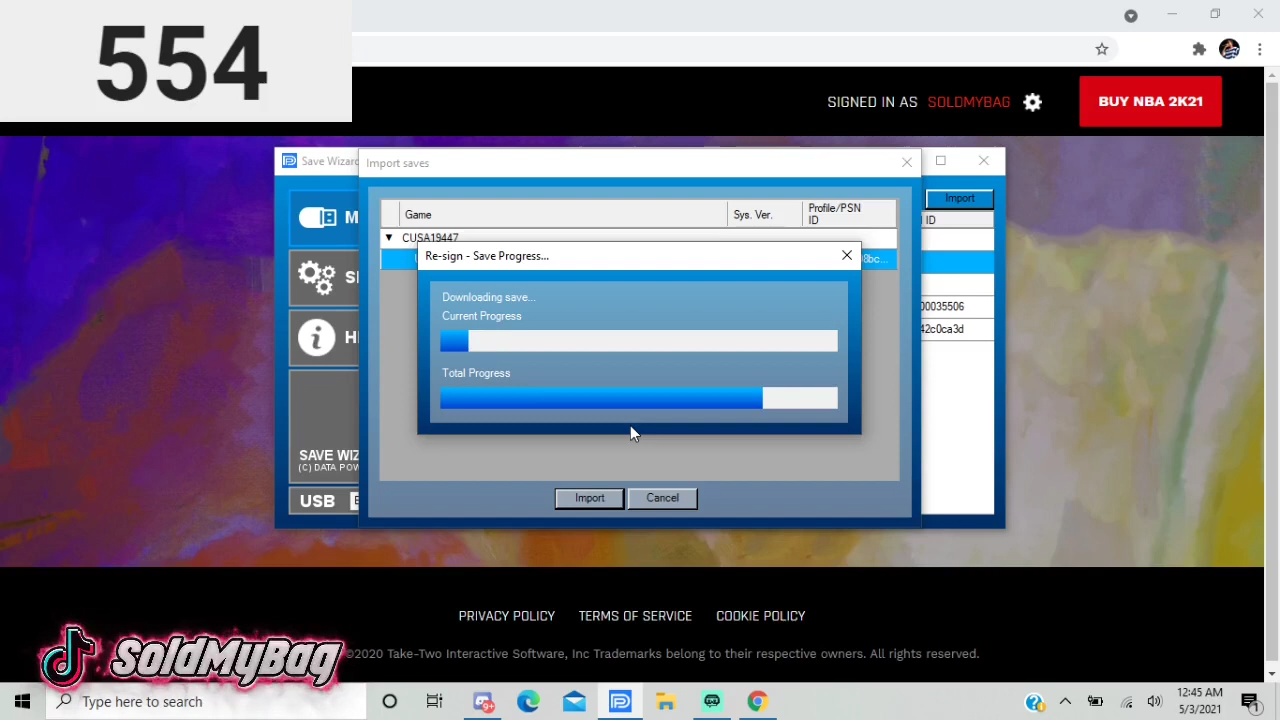 554
SIGNED IN AS SOLDMYBAG
BUY NBA 2K21
Save Wizard
Import saves
Import
Game
Sys. Ver.
Profile/PSN
ID
ID
CUSA19447
Re-sign - Save Progress...
8bc...
Downloading save...
Current Progress
00035506
42c0ca3d
Total Progress
SAVE WIZ
(C) DATA POW
USB
Import
Cancel
PRIVACY POLICY
TERMS OF SERVICE
COOKIE POLICY
SoldMyBag
©2020 Take-Two Interactive Software, Inc Trademarks belong to their respective owners. All rights reserved.
Type here to search
12:45 AM
5/3/2021